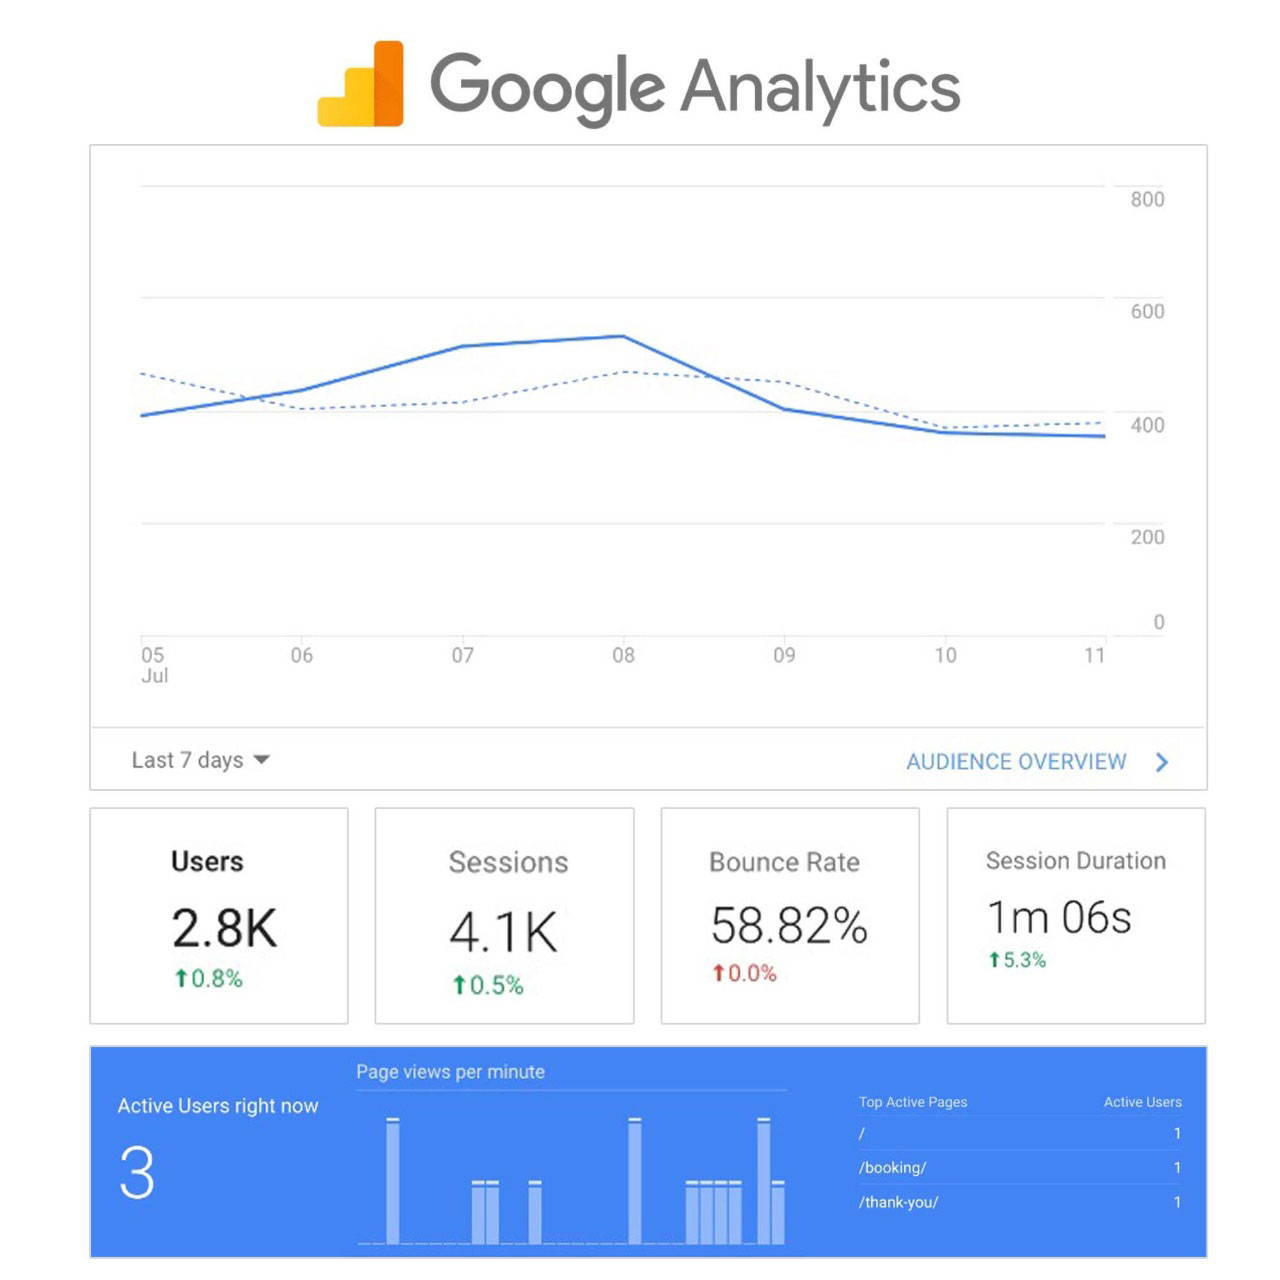 Google Analytics
800
600
400
200
0
05 06 07 08 09 10 11
Jul
Last 7 days
AUDIENCE OVERVIEW
Users
2.8K
0.8%
Sessions
4.1K
0.5%
Bounce Rate
58.82%
0.0%
Session Duration
1m 06s
5.3%
Active Users right now
3
Page views per minute
Top Active Pages Active Users
/ 1
/booking/ 1
/thank-you/ 1